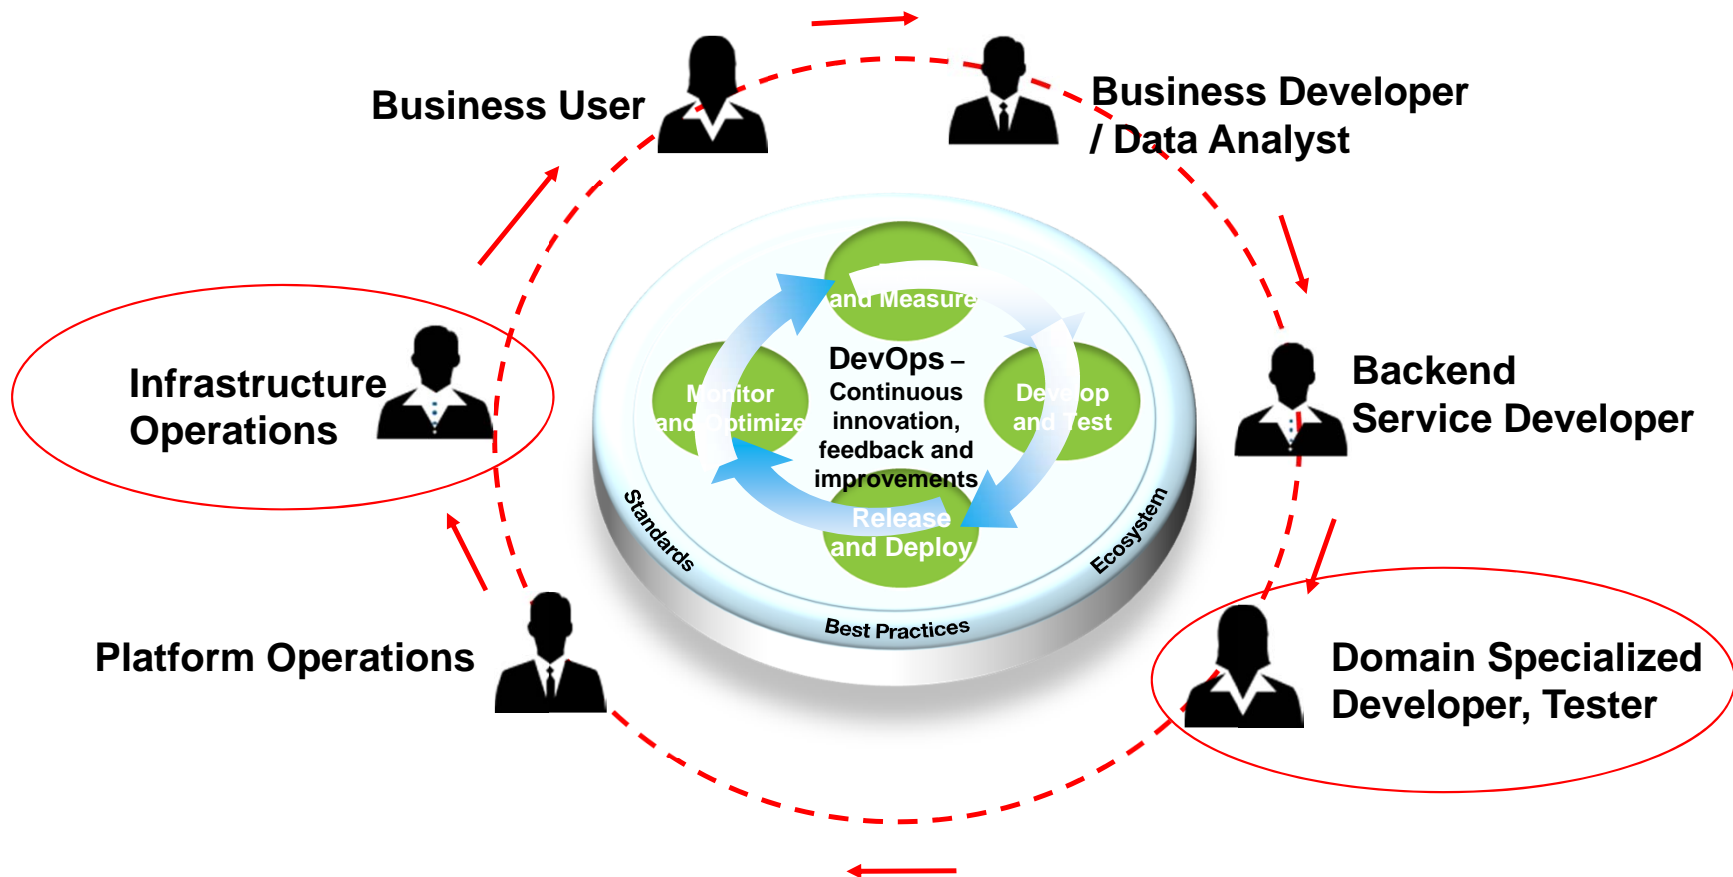 Business User
Business Developer
/ Data Analyst
and Measure
Infrastructure
Operations
Monitor
and Optimize
DevOps –
Continuous
innovation,
feedback and
improvements
Develop
and Test
Backend
Service Developer
Release
and Deploy
Standards
Ecosystem
Best Practices
Platform Operations
Domain Specialized
Developer, Tester